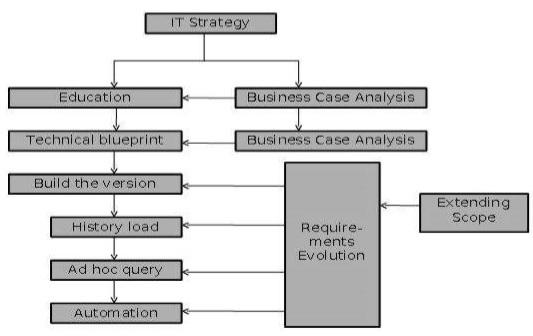 IT Strategy
Education
Business Case Analysis
Technical blueprint
Business Case Analysis
Build the version
History load
Ad hoc query
Automation
Require-
ments
Evolution
Extending
Scope